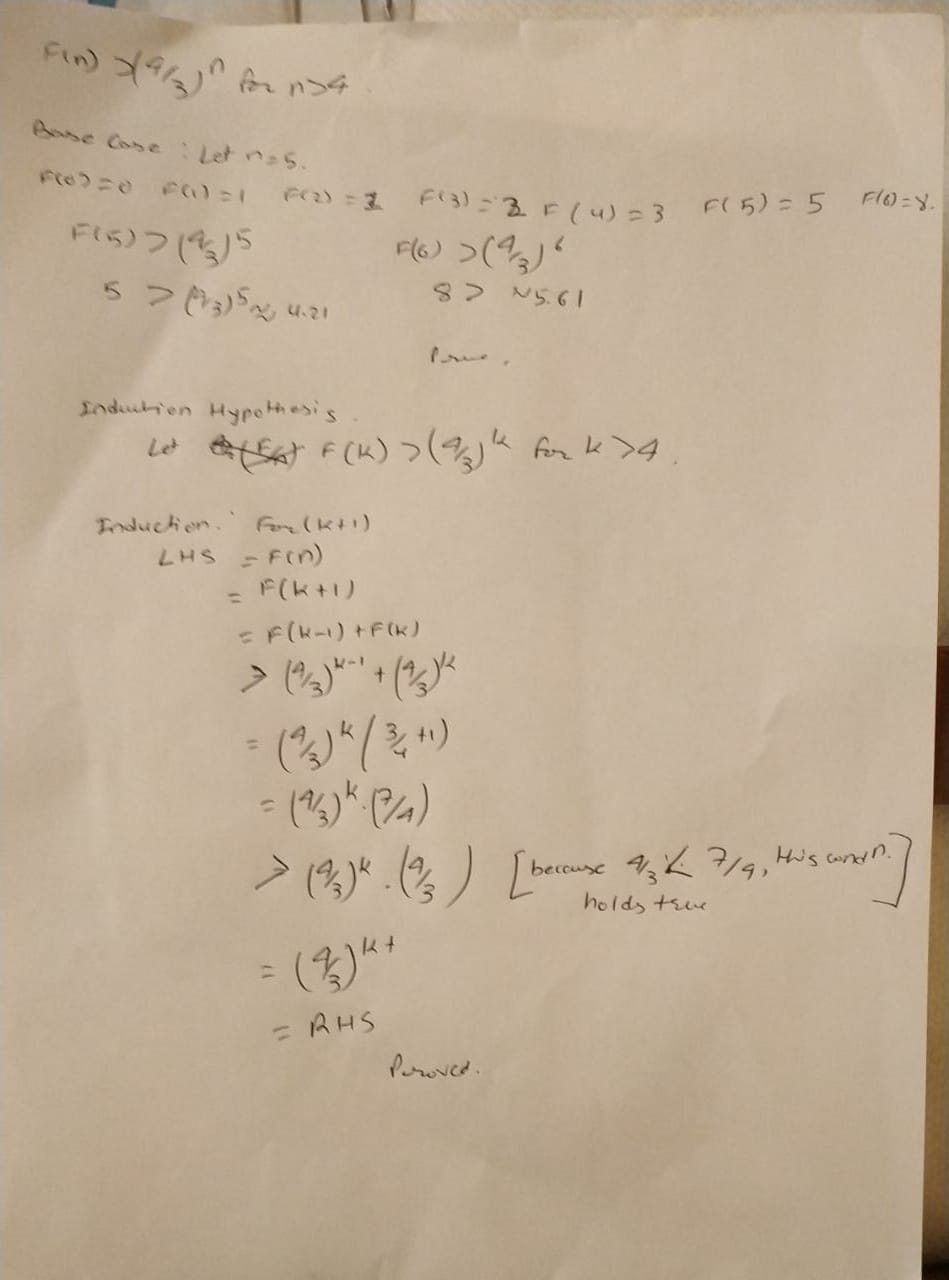 F(n) > (4/3)^n for n>4.
Base Case : Let n=5.
F(0)=0 F(1)=1 F(2)=1 F(3)=2 F(4)=3 F(5)=5 F(6)=8.
F(5) > (4/3)^5 F(6) > (4/3)^6
5 > (4/3)^5 ≈ 4.21 8 > ~5.61
Induction Hypothesis.
Let F(k) > (4/3)^k for k>4.
Induction: For (k+1)
LHS = F(n)
= F(k+1)
= F(k-1) + F(k)
> (4/3)^k-1 + (4/3)^k
= (4/3)^k (3/4 +1)
= (4/3)^k . (7/4)
> (4/3)^k . (4/3) [because 4/3 < 7/4, this condn.
holds true]
= (4/3)^k+
= RHS
Proved.